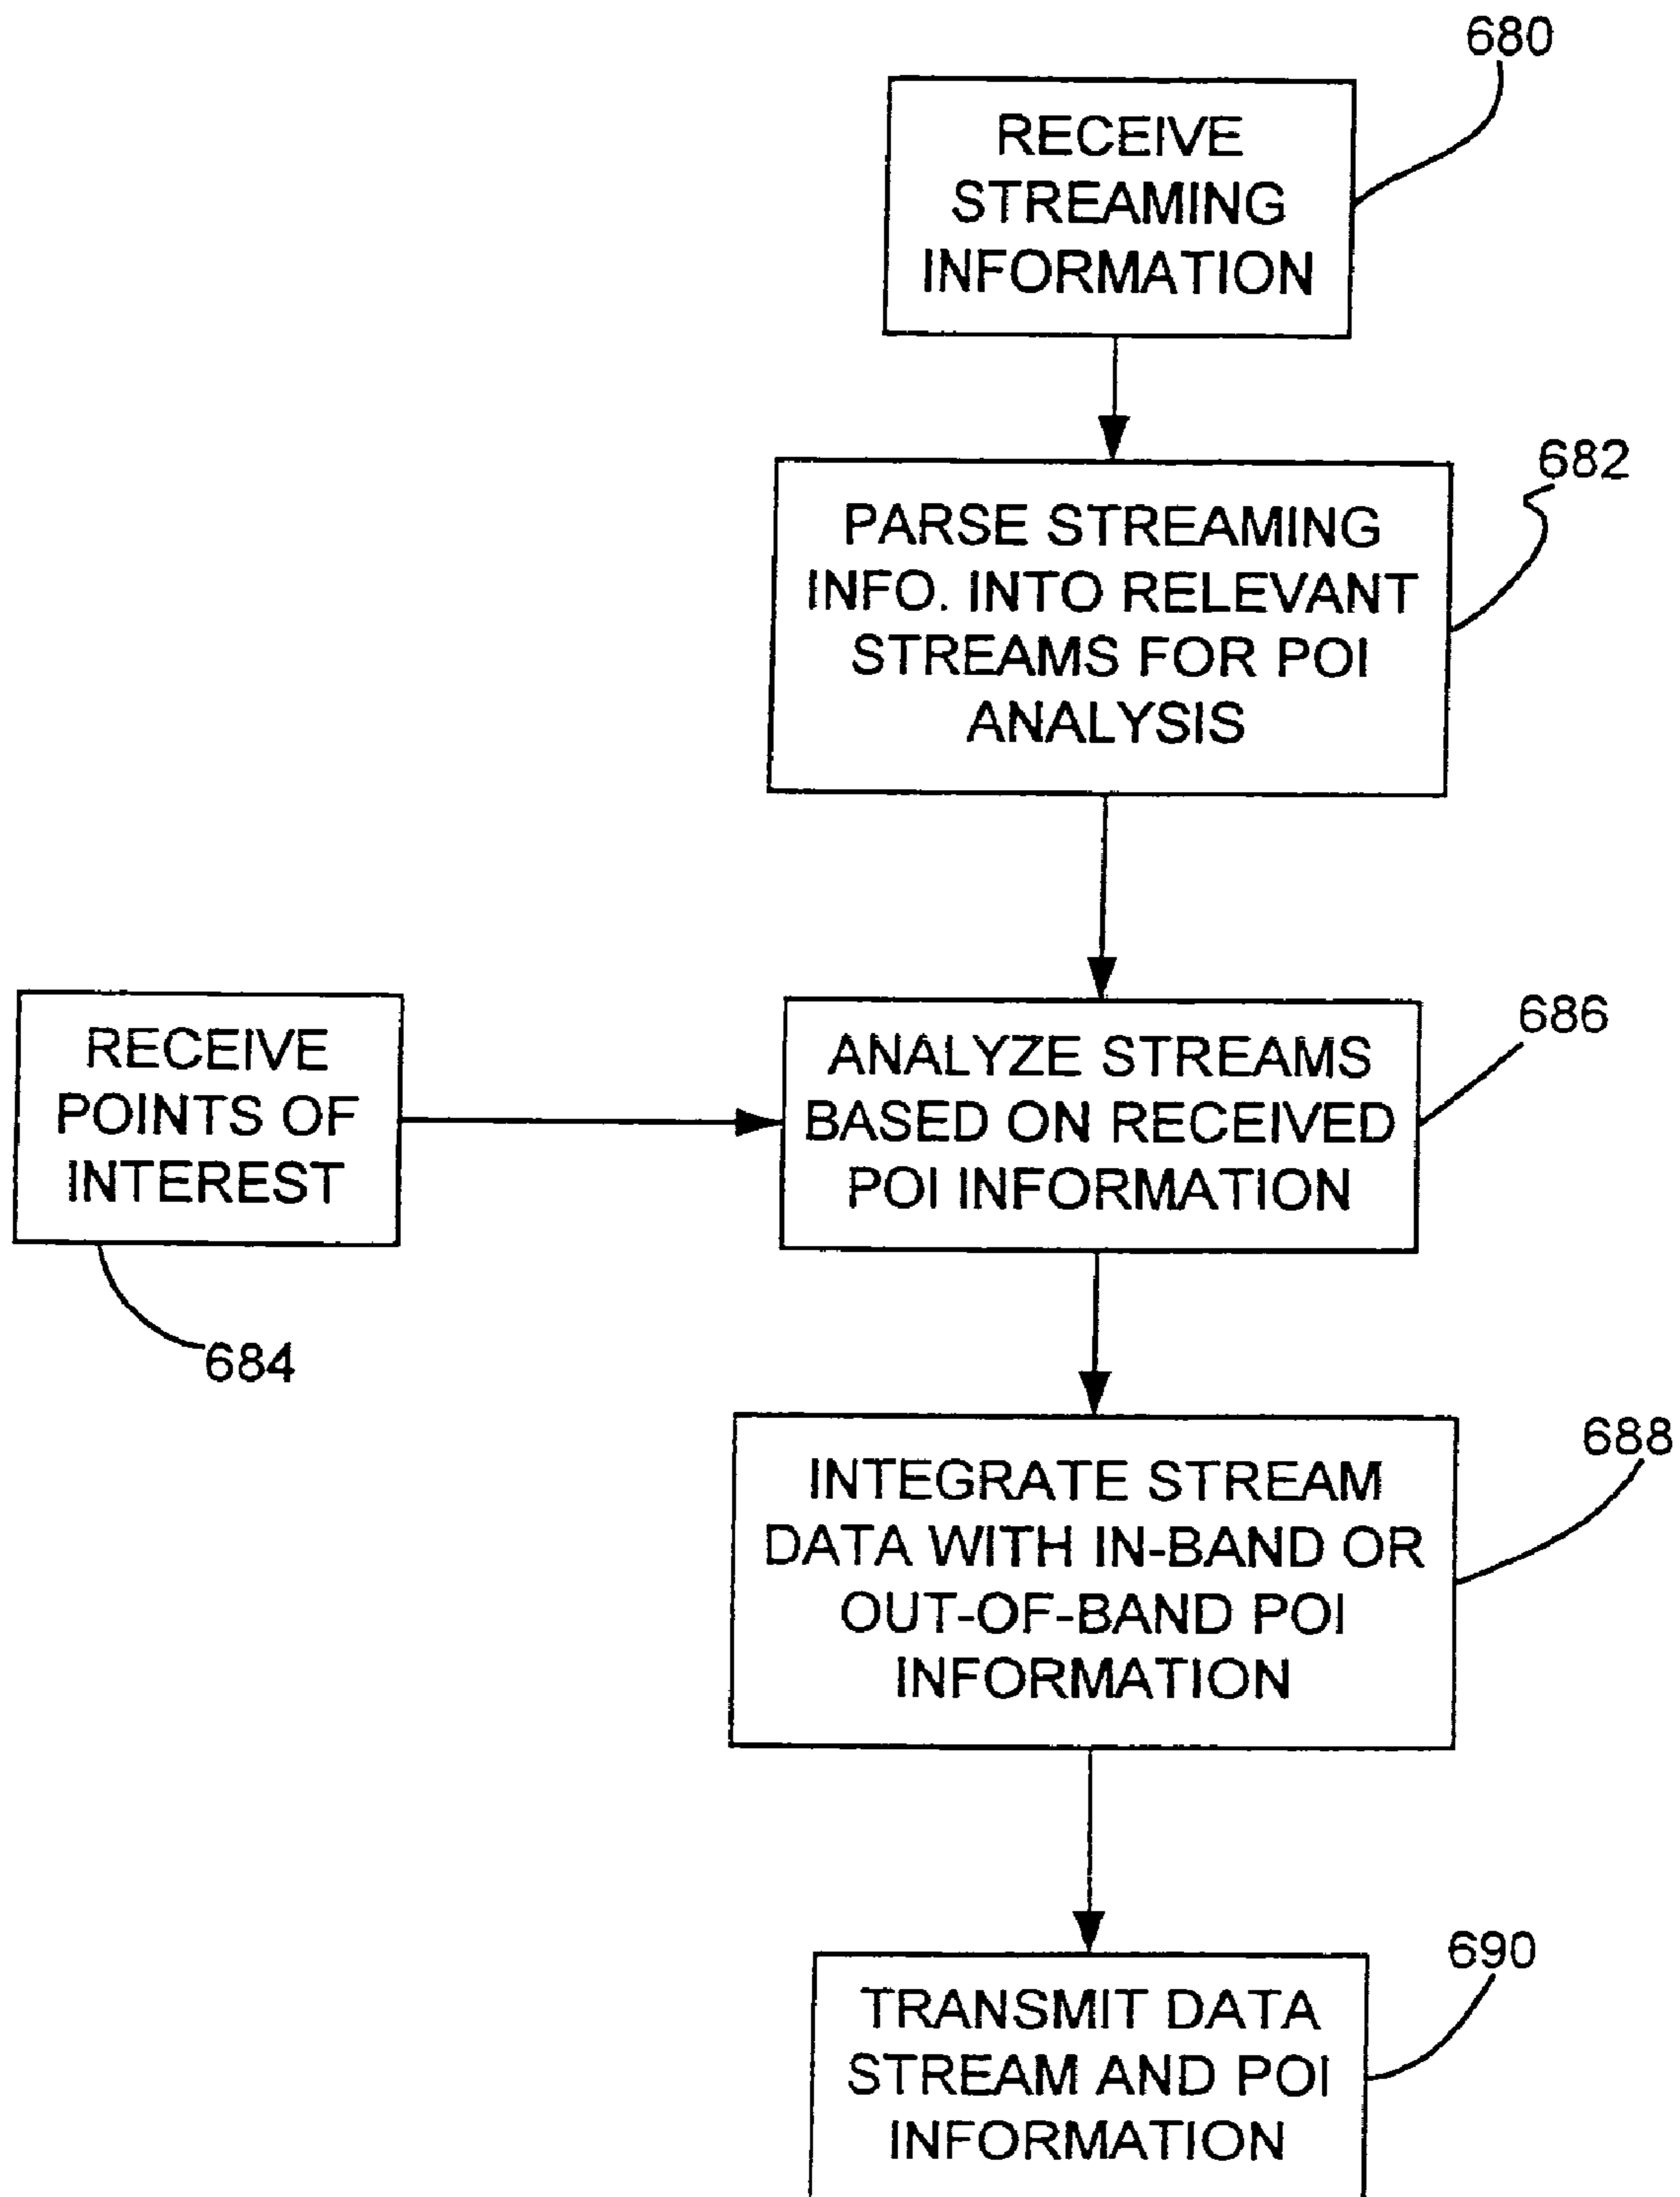 680
RECEIVE
STREAMING
INFORMATION
682
PARSE STREAMING
INFO. INTO RELEVANT
STREAMS FOR POI
ANALYSIS
RECEIVE
POINTS OF
INTEREST
684
686
ANALYZE STREAMS
BASED ON RECEIVED
POI INFORMATION
688
INTEGRATE STREAM
DATA WITH IN-BAND OR
OUT-OF-BAND POI
INFORMATION
690
TRANSMIT DATA
STREAM AND POI
INFORMATION